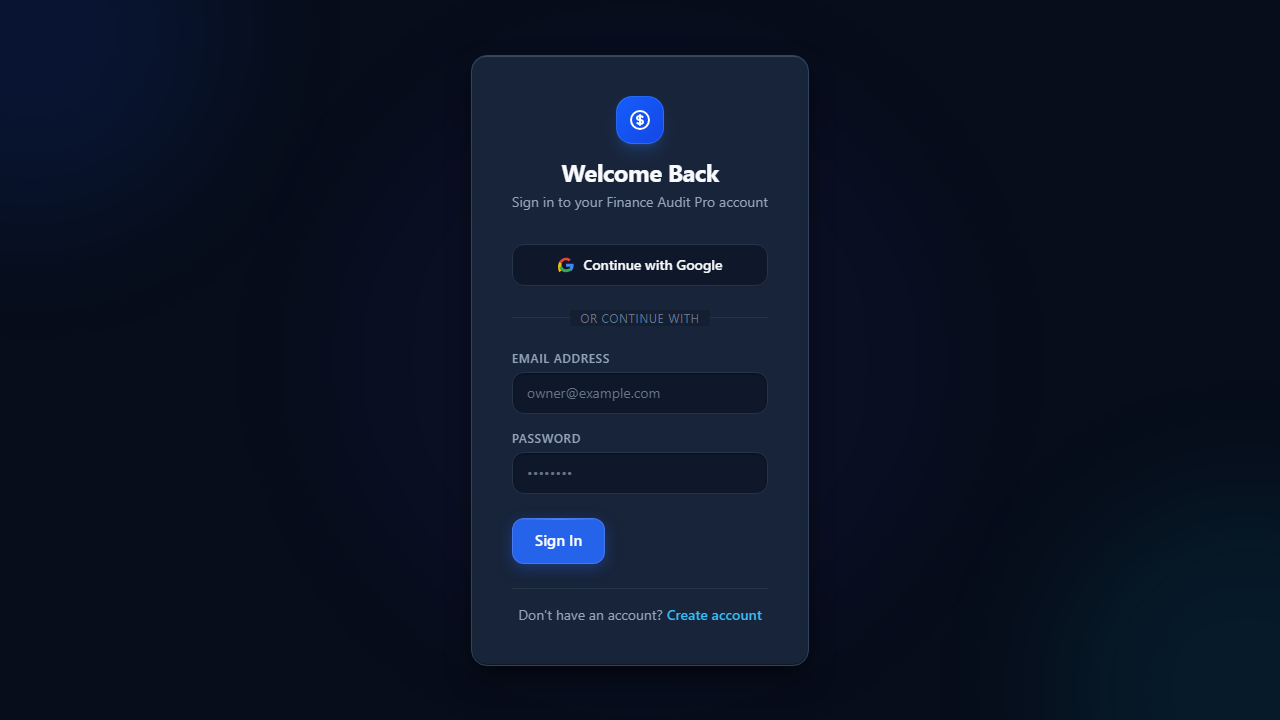 Welcome Back
Sign in to your Finance Audit Pro account
Continue with Google
OR CONTINUE WITH
EMAIL ADDRESS
owner@example.com
PASSWORD
••••••••
Sign In
Don't have an account? Create account